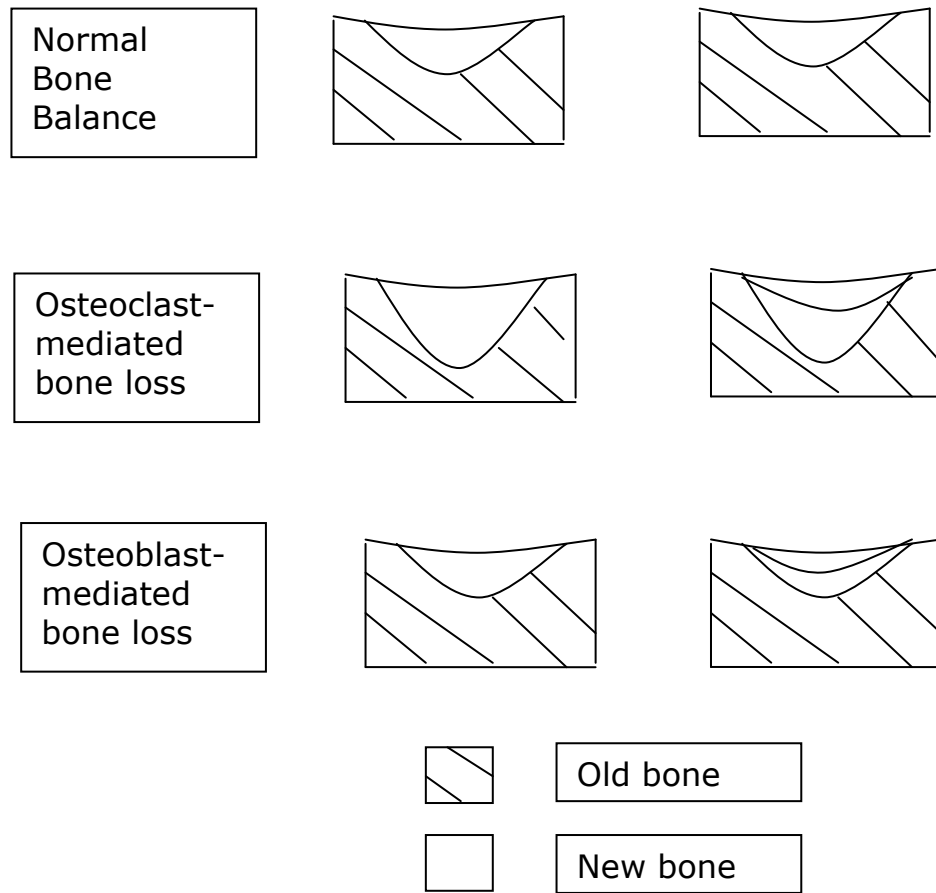 Normal
Bone
Balance
Osteoclast-
mediated
bone loss
Osteoblast-
mediated
bone loss
Old bone
New bone